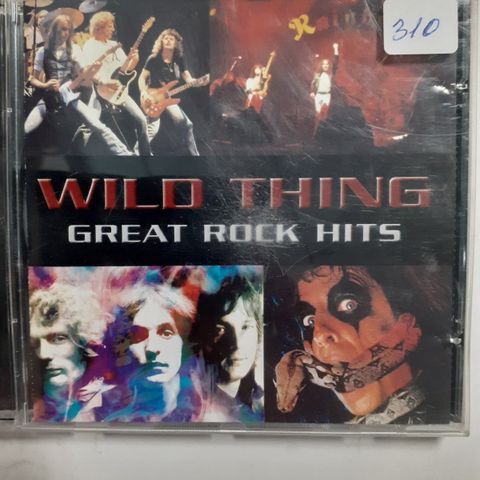 310
WILD THING
GREAT ROCK HITS